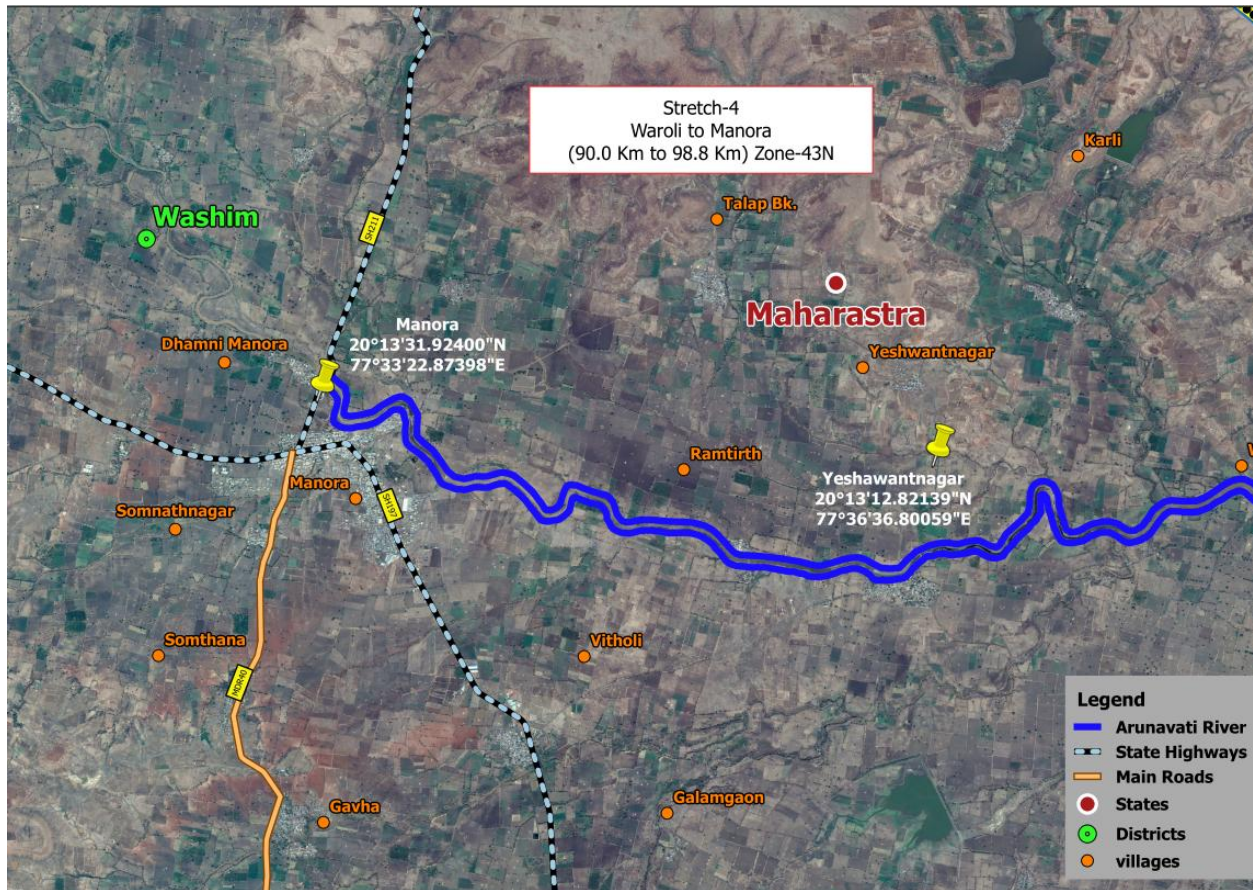 Stretch-4
Waroli to Manora
(90.0 Km to 98.8 Km) Zone-43N
Karli
Talap Bk.
Washim
SH211
Maharastra
Manora
20°13'31.92400"N
77°33'22.87398"E
Dhamni Manora
Yeshwantnagar
Ramtirth
Yeshawantnagar
20°13'12.82139"N
77°36'36.80059"E
Manora
SH197
Somnathnagar
Somthana
Vitholi
MDR40
Gavha
Galamgaon
Legend
Arunavati River
State Highways
Main Roads
States
Districts
villages